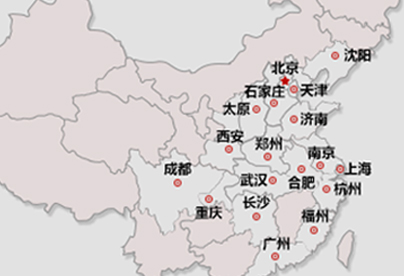 沈阳
北京
石家庄
天津
太原
济南
西安
郑州
南京
成都
上海
武汉
合肥
杭州
重庆
长沙
福州
广州